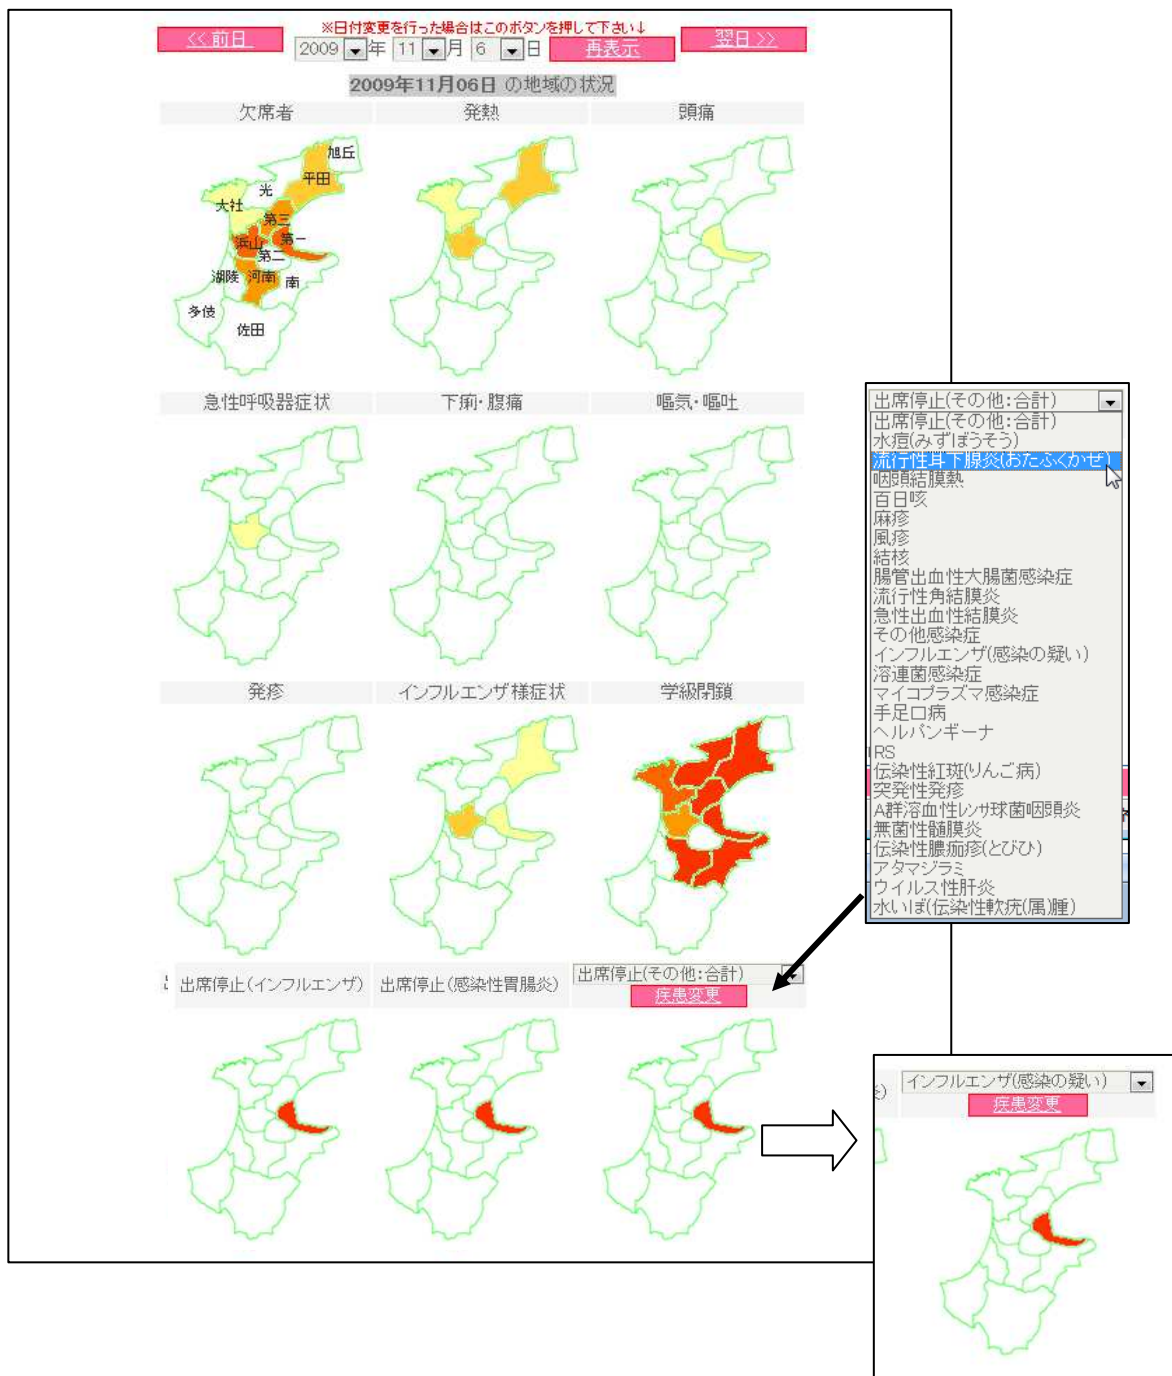 ※日付変更を行った場合はこのボタンを押して下さい↓
<<前日
2009 年 11 月 6 日
再表示
翌日>>
2009年11月06日 の地域の状況
欠席者
発熱
頭痛
旭丘
平田
光
大社
第三
浜山
第一
第二
湖陵
河南
南
多伎
佐田
急性呼吸器症状
下痢・腹痛
嘔気・嘔吐
発疹
インフルエンザ様症状
学級閉鎖
出席停止(インフルエンザ)
出席停止(感染性胃腸炎)
出席停止(その他:合計)
疾患変更
出席停止(その他:合計)
出席停止(その他:合計)
水痘(みずぼうそう)
流行性耳下腺炎(おたふくかぜ)
咽頭結膜熱
百日咳
麻疹
風疹
結核
腸管出血性大腸菌感染症
流行性角結膜炎
急性出血性結膜炎
その他感染症
インフルエンザ(感染の疑い)
溶連菌感染症
マイコプラズマ感染症
手足口病
ヘルパンギーナ
RS
伝染性紅斑(りんご病)
突発性発疹
A群溶血性レンサ球菌咽頭炎
無菌性髄膜炎
伝染性膿痂疹(とびひ)
アタマジラミ
ウイルス性肝炎
水いぼ(伝染性軟疣(属)腫)
インフルエンザ(感染の疑い)
疾患変更